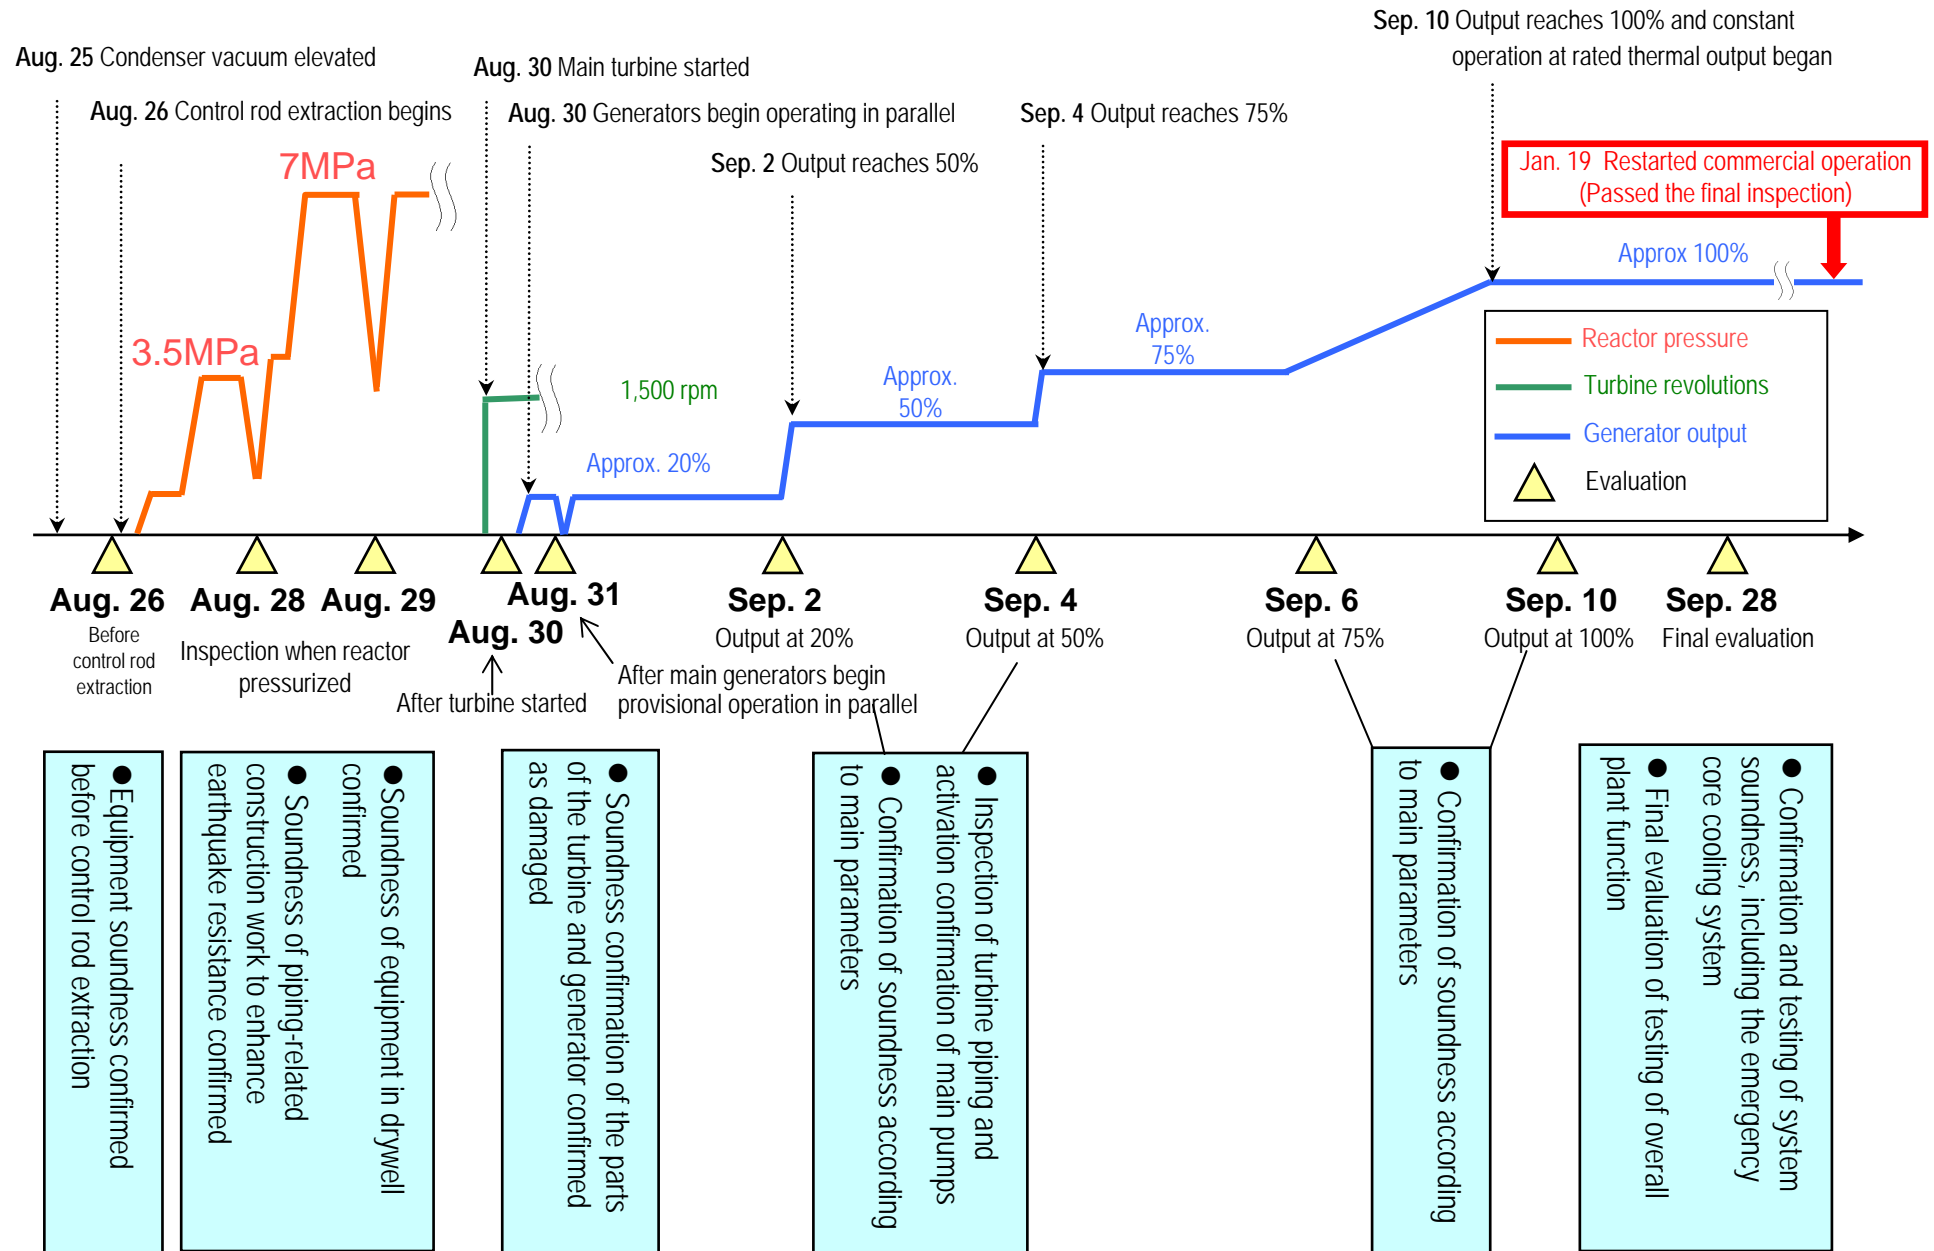 Aug. 25 Condenser vacuum elevated
Aug. 26 Control rod extraction begins
Aug. 30 Main turbine started
Aug. 30 Generators begin operating in parallel
Sep. 2 Output reaches 50%
Sep. 4 Output reaches 75%
Sep. 10 Output reaches 100% and constant
operation at rated thermal output began
Jan. 19 Restarted commercial operation
(Passed the final inspection)
7MPa
3.5MPa
1,500 rpm
Approx. 20%
Approx.
50%
Approx.
75%
Approx 100%
Reactor pressure
Turbine revolutions
Generator output
Evaluation
Aug. 26
Before
control rod
extraction
Aug. 28
Aug. 29
Inspection when reactor
pressurized
Aug. 30
After turbine started
Aug. 31
After main generators begin
provisional operation in parallel
Sep. 2
Output at 20%
Sep. 4
Output at 50%
Sep. 6
Output at 75%
Sep. 10
Output at 100%
Sep. 28
Final evaluation
● Equipment soundness confirmed
before control rod extraction
● Soundness of equipment in drywell
confirmed
● Soundness of piping-related
construction work to enhance
earthquake resistance confirmed
● Soundness confirmation of the parts
of the turbine and generator confirmed
as damaged
● Inspection of turbine piping and
activation confirmation of main pumps
● Confirmation of soundness according
to main parameters
● Confirmation of soundness according
to main parameters
● Confirmation and testing of system
soundness, including the emergency
core cooling system
● Final evaluation of testing of overall
plant function